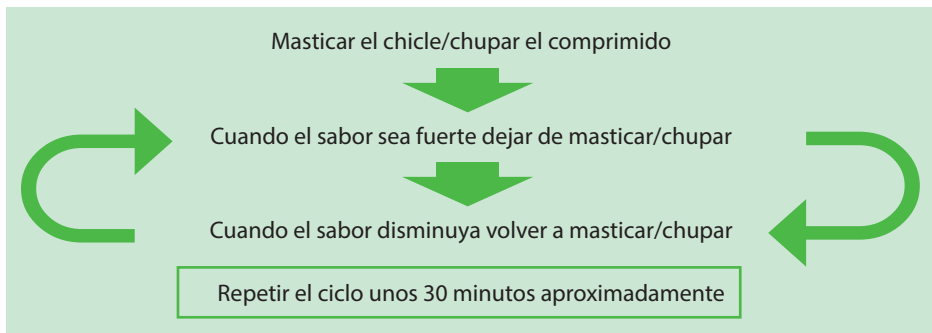 Masticar el chicle/chupar el comprimido
Cuando el sabor sea fuerte dejar de masticar/chupar
Cuando el sabor disminuya volver a masticar/chupar
Repetir el ciclo unos 30 minutos aproximadamente